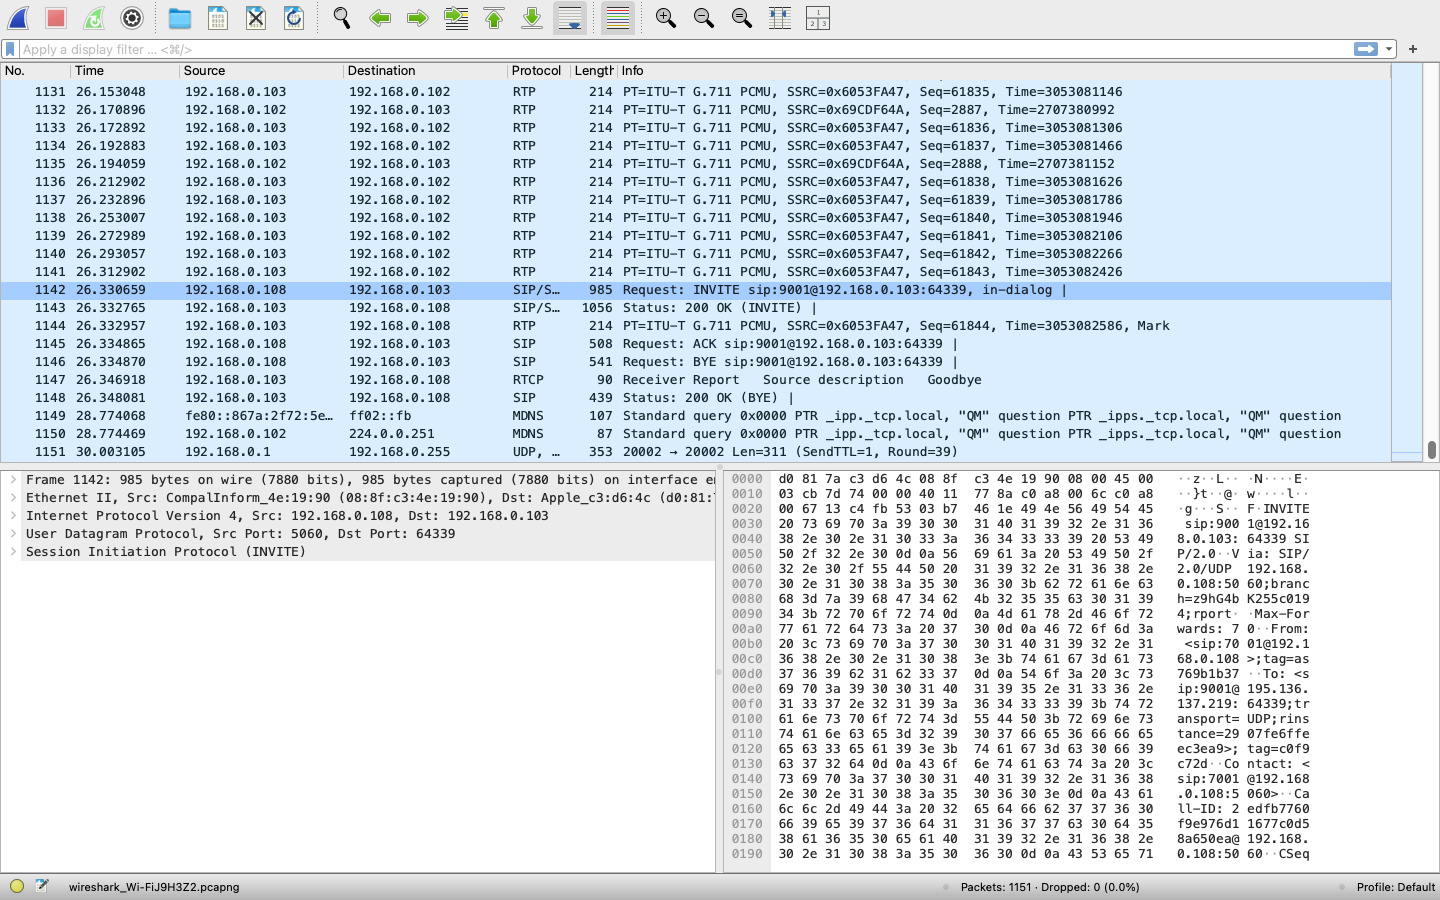 Apply a display filter ... <⌘/>
No. Time Source Destination Protocol Length Info
1131 26.153048 192.168.0.103 192.168.0.102 RTP 214 PT=ITU-T G.711 PCMU, SSRC=0x6053FA47, Seq=61835, Time=3053081146
1132 26.170896 192.168.0.102 192.168.0.103 RTP 214 PT=ITU-T G.711 PCMU, SSRC=0x69CDF64A, Seq=2887, Time=2707380992
1133 26.172892 192.168.0.103 192.168.0.102 RTP 214 PT=ITU-T G.711 PCMU, SSRC=0x6053FA47, Seq=61836, Time=3053081306
1134 26.192883 192.168.0.103 192.168.0.102 RTP 214 PT=ITU-T G.711 PCMU, SSRC=0x6053FA47, Seq=61837, Time=3053081466
1135 26.194059 192.168.0.102 192.168.0.103 RTP 214 PT=ITU-T G.711 PCMU, SSRC=0x69CDF64A, Seq=2888, Time=2707381152
1136 26.212902 192.168.0.103 192.168.0.102 RTP 214 PT=ITU-T G.711 PCMU, SSRC=0x6053FA47, Seq=61838, Time=3053081626
1137 26.232896 192.168.0.103 192.168.0.102 RTP 214 PT=ITU-T G.711 PCMU, SSRC=0x6053FA47, Seq=61839, Time=3053081786
1138 26.253007 192.168.0.103 192.168.0.102 RTP 214 PT=ITU-T G.711 PCMU, SSRC=0x6053FA47, Seq=61840, Time=3053081946
1139 26.272989 192.168.0.103 192.168.0.102 RTP 214 PT=ITU-T G.711 PCMU, SSRC=0x6053FA47, Seq=61841, Time=3053082106
1140 26.293057 192.168.0.103 192.168.0.102 RTP 214 PT=ITU-T G.711 PCMU, SSRC=0x6053FA47, Seq=61842, Time=3053082266
1141 26.312902 192.168.0.103 192.168.0.102 RTP 214 PT=ITU-T G.711 PCMU, SSRC=0x6053FA47, Seq=61843, Time=3053082426
1142 26.330659 192.168.0.108 192.168.0.103 SIP/S… 985 Request: INVITE sip:9001@192.168.0.103:64339, in-dialog |
1143 26.332765 192.168.0.103 192.168.0.108 SIP/S… 1056 Status: 200 OK (INVITE) |
1144 26.332957 192.168.0.103 192.168.0.108 RTP 214 PT=ITU-T G.711 PCMU, SSRC=0x6053FA47, Seq=61844, Time=3053082586, Mark
1145 26.334865 192.168.0.108 192.168.0.103 SIP 508 Request: ACK sip:9001@192.168.0.103:64339 |
1146 26.334870 192.168.0.108 192.168.0.103 SIP 541 Request: BYE sip:9001@192.168.0.103:64339 |
1147 26.346918 192.168.0.103 192.168.0.108 RTCP 90 Receiver Report Source description Goodbye
1148 26.348081 192.168.0.103 192.168.0.108 SIP 439 Status: 200 OK (BYE) |
1149 28.774068 fe80::867a:2f72:5e… ff02::fb MDNS 107 Standard query 0x0000 PTR _ipp._tcp.local, "QM" question PTR _ipps._tcp.local, "QM" question
1150 28.774469 192.168.0.102 224.0.0.251 MDNS 87 Standard query 0x0000 PTR _ipp._tcp.local, "QM" question PTR _ipps._tcp.local, "QM" question
1151 30.003105 192.168.0.1 192.168.0.255 UDP, … 353 20002 → 20002 Len=311 (SendTTL=1, Round=39)
Frame 1142: 985 bytes on wire (7880 bits), 985 bytes captured (7880 bits) on interface en
Ethernet II, Src: CompalInform_4e:19:90 (08:8f:c3:4e:19:90), Dst: Apple_c3:d6:4c (d0:81:
Internet Protocol Version 4, Src: 192.168.0.108, Dst: 192.168.0.103
User Datagram Protocol, Src Port: 5060, Dst Port: 64339
Session Initiation Protocol (INVITE)
0000 d0 81 7a c3 d6 4c 08 8f c3 4e 19 90 08 00 45 00 ··z··L·· ·N····E·
0010 03 cb 7d 74 00 00 40 11 77 8a c0 a8 00 6c c0 a8 ··}t··@· w····l··
0020 00 67 13 c4 fb 53 03 b7 46 1e 49 4e 56 49 54 45 ·g···S·· F·INVITE
0030 20 73 69 70 3a 39 30 30 31 40 31 39 32 2e 31 36 sip:900 1@192.16
0040 38 2e 30 2e 31 30 33 3a 36 34 33 33 39 20 53 49 8.0.103: 64339 SI
0050 50 2f 32 2e 30 0d 0a 56 69 61 3a 20 53 49 50 2f P/2.0··V ia: SIP/
0060 32 2e 30 2f 55 44 50 20 31 39 32 2e 31 36 38 2e 2.0/UDP 192.168.
0070 30 2e 31 30 38 3a 35 30 36 30 3b 62 72 61 6e 63 0.108:50 60;branc
0080 68 3d 7a 39 68 47 34 62 4b 32 35 35 63 30 31 39 h=z9hG4b K255c019
0090 34 3b 72 70 6f 72 74 0d 0a 4d 61 78 2d 46 6f 72 4;rport· ·Max-For
00a0 77 61 72 64 73 3a 20 37 30 0d 0a 46 72 6f 6d 3a wards: 7 0··From:
00b0 20 3c 73 69 70 3a 37 30 30 31 40 31 39 32 2e 31 <sip:70 01@192.1
00c0 36 38 2e 30 2e 31 30 38 3e 3b 74 61 67 3d 61 73 68.0.108 >;tag=as
00d0 37 36 39 62 31 62 33 37 0d 0a 54 6f 3a 20 3c 73 769b1b37 ··To: <s
00e0 69 70 3a 39 30 30 31 40 31 39 35 2e 31 33 36 2e ip:9001@ 195.136.
00f0 31 33 37 2e 32 31 39 3a 36 34 33 33 39 3b 74 72 137.219: 64339;tr
0100 61 6e 73 70 6f 72 74 3d 55 44 50 3b 72 69 6e 73 ansport= UDP;rins
0110 74 61 6e 63 65 3d 32 39 30 37 66 65 36 66 66 65 tance=29 07fe6ffe
0120 65 63 33 65 61 39 3e 3b 74 61 67 3d 63 30 66 39 ec3ea9>; tag=c0f9
0130 63 37 32 64 0d 0a 43 6f 6e 74 61 63 74 3a 20 3c c72d··Co ntact: <
0140 73 69 70 3a 37 30 30 31 40 31 39 32 2e 31 36 38 sip:7001 @192.168
0150 2e 30 2e 31 30 38 3a 35 30 36 30 3e 0d 0a 43 61 .0.108:5 060>··Ca
0160 6c 6c 2d 49 44 3a 20 32 65 64 66 62 37 37 36 30 ll-ID: 2 edfb7760
0170 66 39 65 39 37 36 64 31 31 36 37 37 63 30 64 35 f9e976d1 1677c0d5
0180 38 61 36 35 30 65 61 40 31 39 32 2e 31 36 38 2e 8a650ea@ 192.168.
0190 30 2e 31 30 38 3a 35 30 36 30 0d 0a 43 53 65 71 0.108:50 60··CSeq
wireshark_Wi-FiJ9H3Z2.pcapng Packets: 1151 · Dropped: 0 (0.0%) Profile: Default